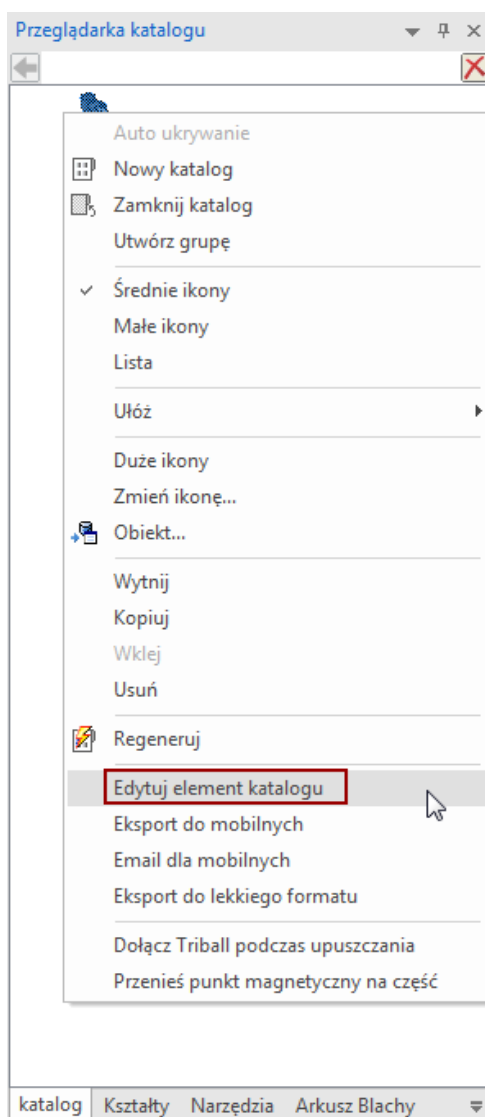 Przeglądarka katalogu
Auto ukrywanie
Nowy katalog
Zamknij katalog
Utwórz grupę
Średnie ikony
Małe ikony
Lista
Ułóż
Duże ikony
Zmień ikonę...
Obiekt...
Wytnij
Kopiuj
Wklej
Usuń
Regeneruj
Edytuj element katalogu
Eksport do mobilnych
Email dla mobilnych
Eksport do lekkiego formatu
Dołącz Triball podczas upuszczania
Przenieś punkt magnetyczny na część
katalog Kształty Narzędzia Arkusz Blachy